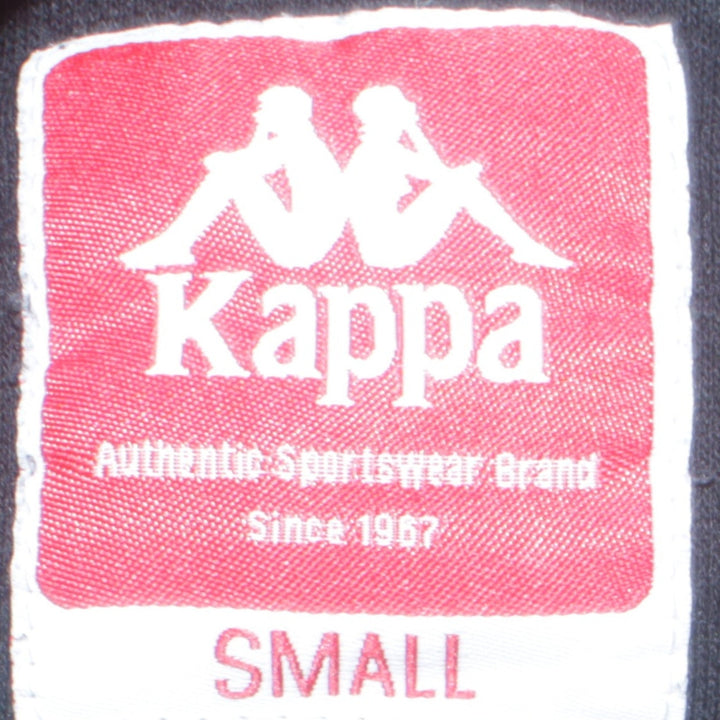 Kappa
Authentic Sportswear Brand
Since 1967
SMALL